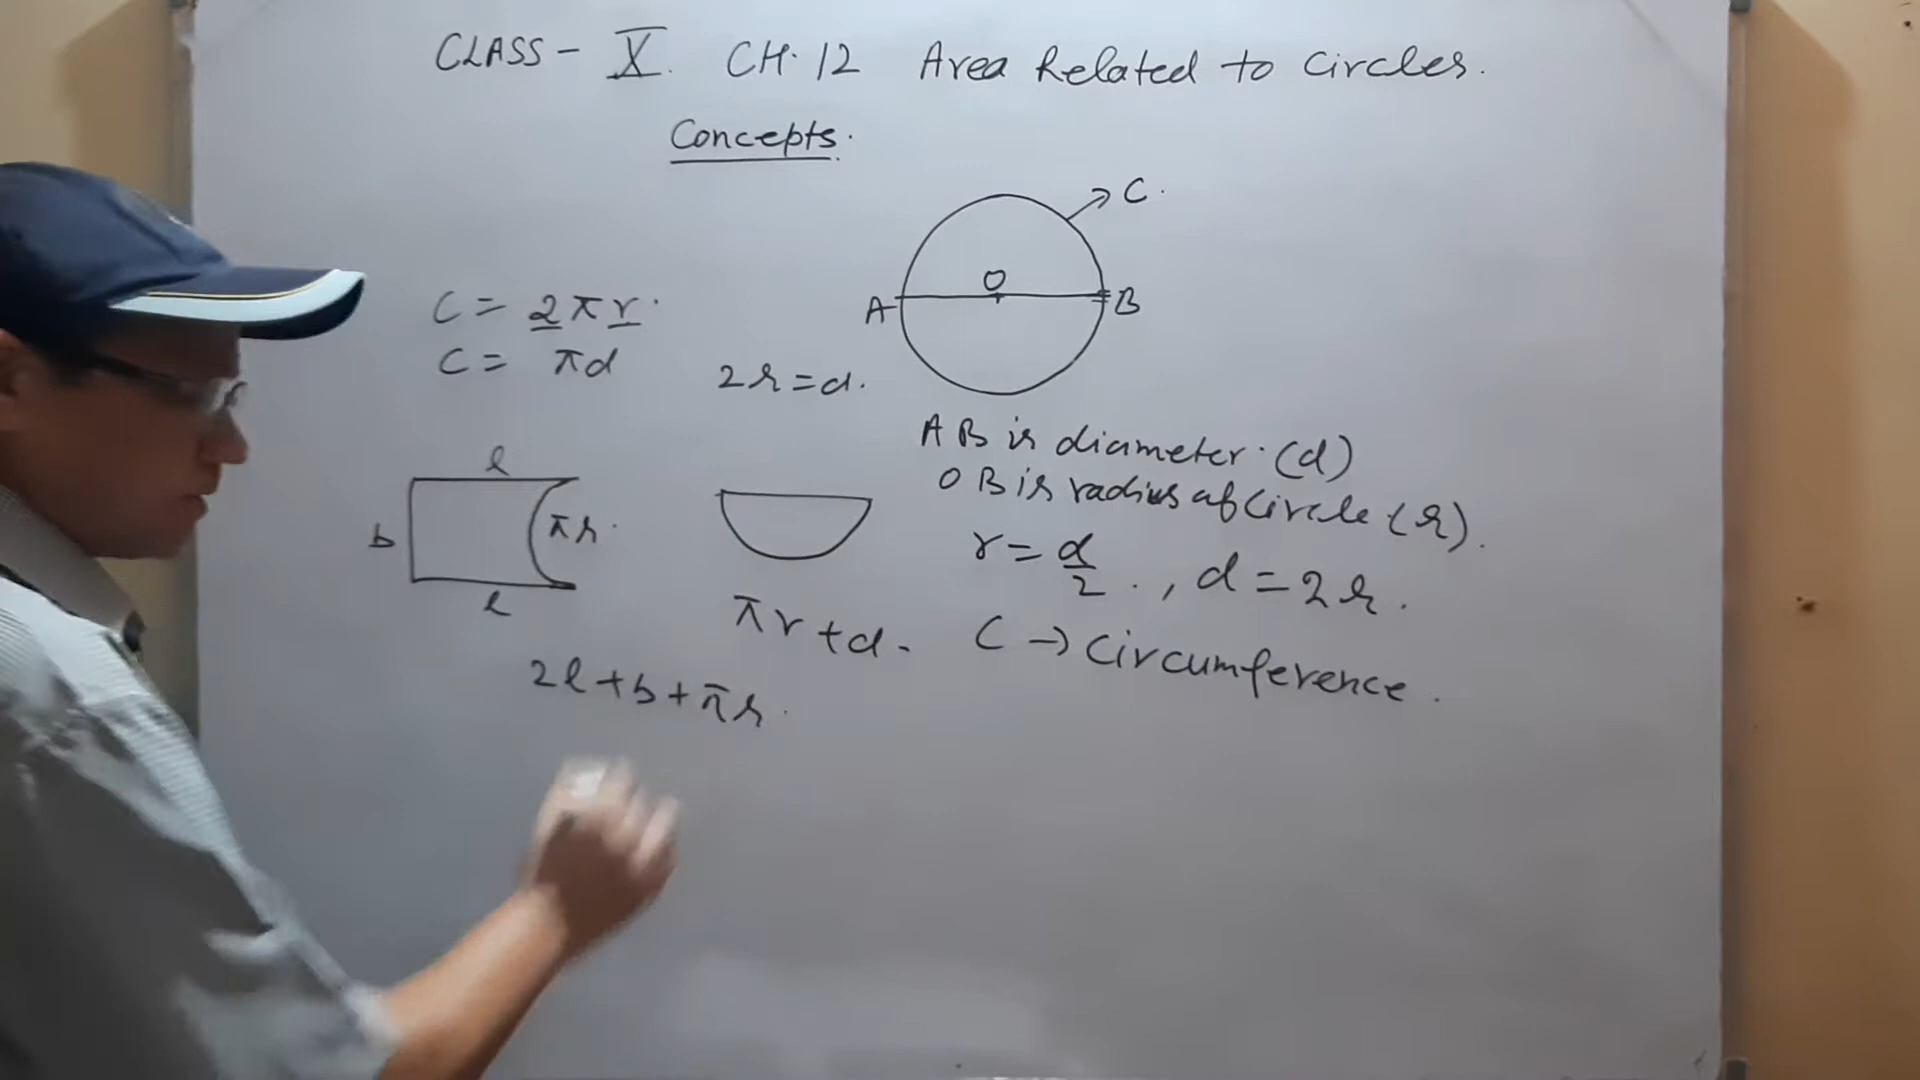 CLASS - X. CH. 12 Area Related to Circles.
Concepts.
C.
O
A
B
C = 2πr.
C = πd
2r = d.
AB is diameter. (d)
OB is radius of Circle (r).
r = d/2 . , d = 2r.
C → Circumference.
l
b
πr.
l
πr + d.
2l + b + πr.